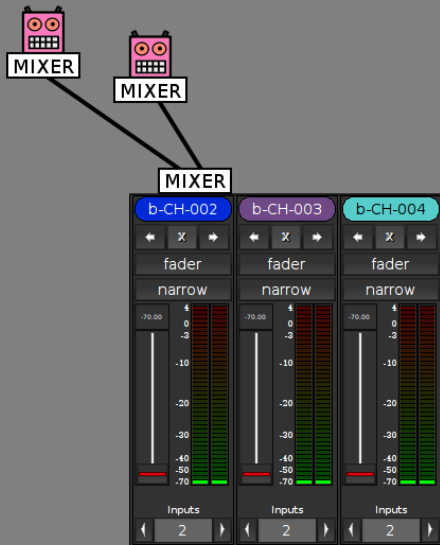 MIXER
MIXER
MIXER
b-CH-002 b-CH-003 b-CH-004
X X X
fader fader fader
narrow narrow narrow
-70.00 -70.00 -70.00
4 4 4
0 0 0
-3 -3 -3
-10 -10 -10
-20 -20 -20
-30 -30 -30
-40 -40 -40
-50 -50 -50
-70 -70 -70
Inputs Inputs Inputs
2 2 2